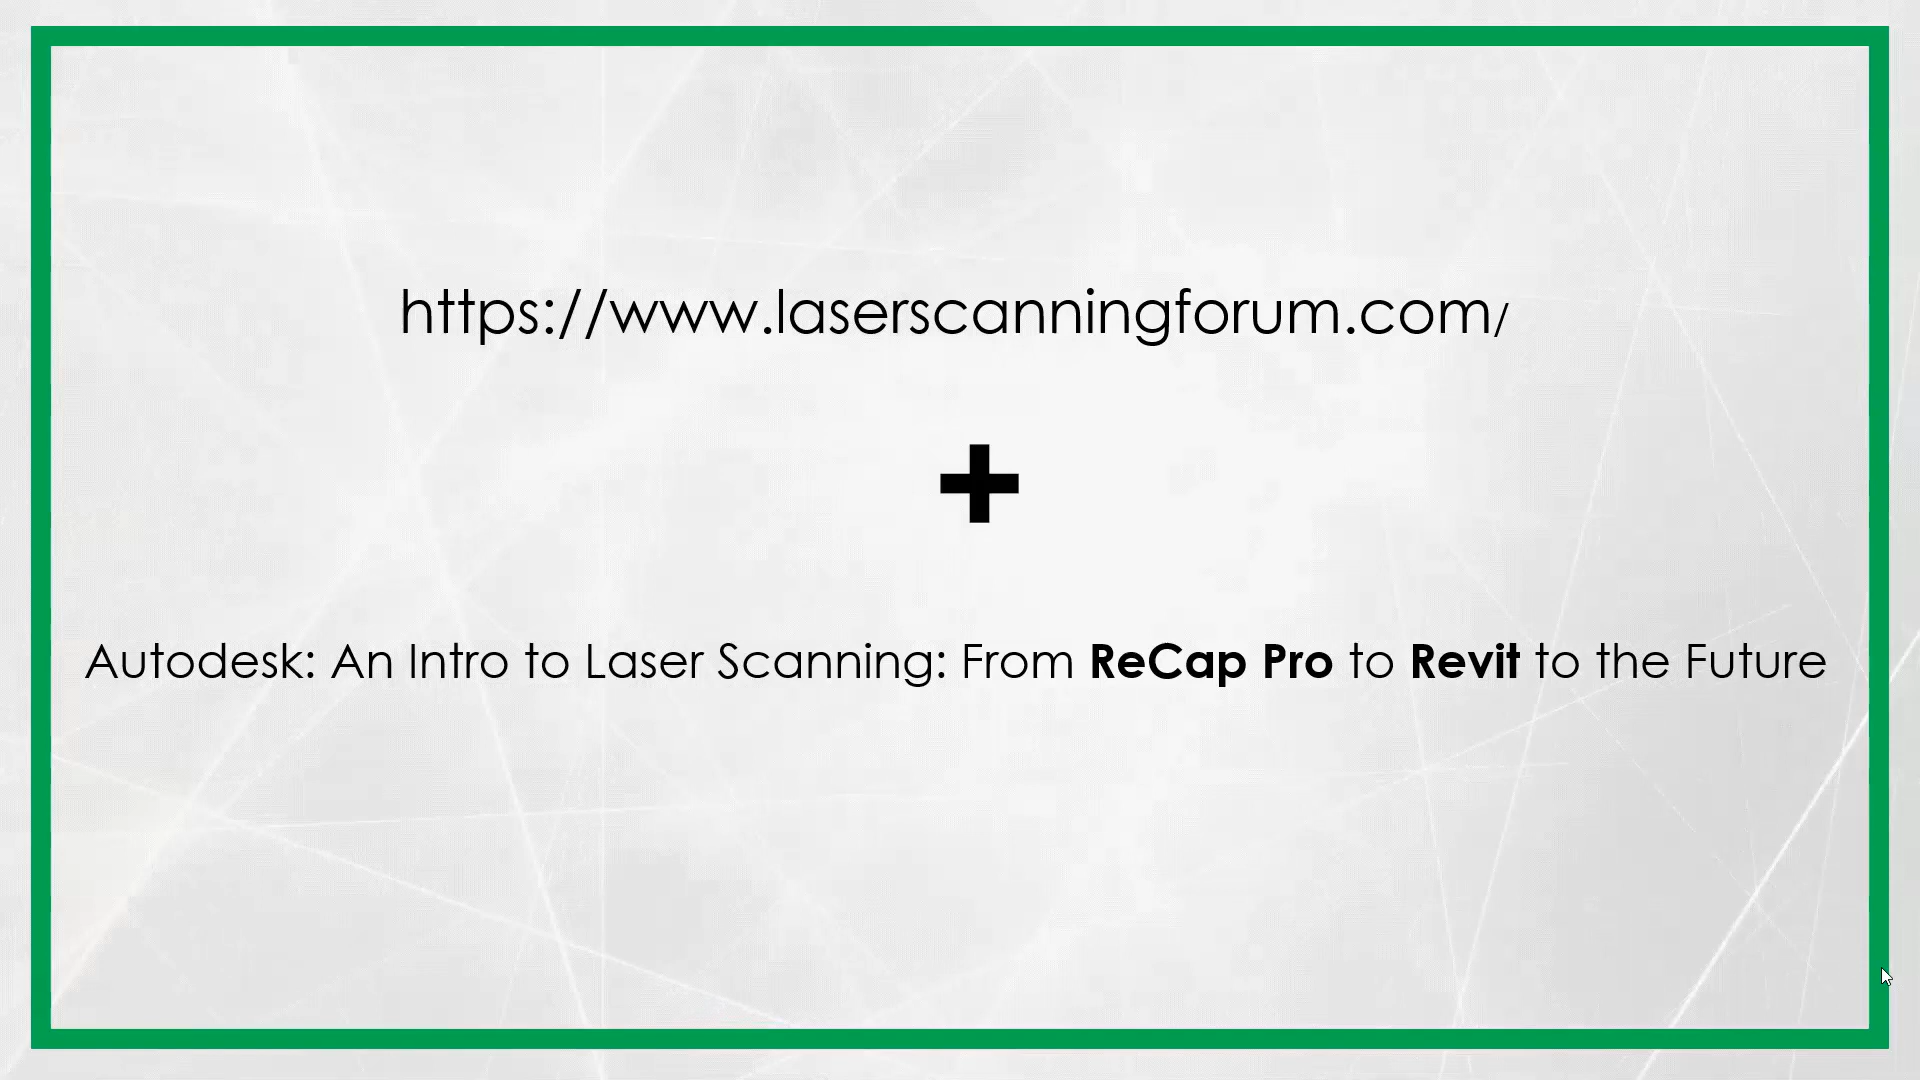 https://www.laserscanningforum.com/
+
Autodesk: An Intro to Laser Scanning: From ReCap Pro to Revit to the Future